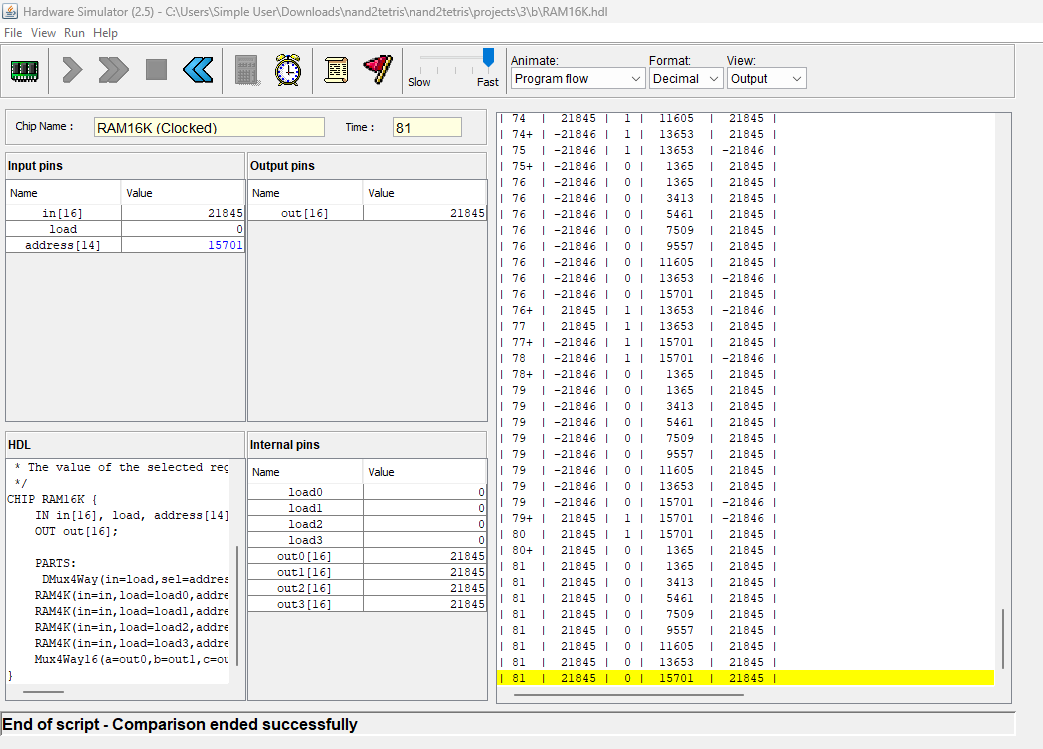 Hardware Simulator (2.5) - C:\Users\Simple User\Downloads\nand2tetris\nand2tetris\projects\3\b\RAM16K.hdl
File View Run Help
Slow Fast
Animate: Format: View:
Program flow Decimal Output
Chip Name : RAM16K (Clocked) Time : 81
Input pins
Name Value
in[16] 21845
load 0
address[14] 15701
Output pins
Name Value
out[16] 21845
HDL
* The value of the selected reg
*/
CHIP RAM16K {
IN in[16], load, address[14]
OUT out[16];
PARTS:
DMux4Way(in=load,sel=addres
RAM4K(in=in,load=load0,addre
RAM4K(in=in,load=load1,addre
RAM4K(in=in,load=load2,addre
RAM4K(in=in,load=load3,addre
Mux4Way16(a=out0,b=out1,c=ou
}
Internal pins
Name Value
load0 0
load1 0
load2 0
load3 0
out0[16] 21845
out1[16] 21845
out2[16] 21845
out3[16] 21845
| 74 | 21845 | 1 | 11605 | 21845 |
| 74+ | -21846 | 1 | 13653 | 21845 |
| 75 | -21846 | 1 | 13653 | -21846 |
| 75+ | -21846 | 0 | 1365 | 21845 |
| 76 | -21846 | 0 | 1365 | 21845 |
| 76 | -21846 | 0 | 3413 | 21845 |
| 76 | -21846 | 0 | 5461 | 21845 |
| 76 | -21846 | 0 | 7509 | 21845 |
| 76 | -21846 | 0 | 9557 | 21845 |
| 76 | -21846 | 0 | 11605 | 21845 |
| 76 | -21846 | 0 | 13653 | -21846 |
| 76 | -21846 | 0 | 15701 | 21845 |
| 76+ | 21845 | 1 | 13653 | -21846 |
| 77 | 21845 | 1 | 13653 | 21845 |
| 77+ | -21846 | 1 | 15701 | 21845 |
| 78 | -21846 | 1 | 15701 | -21846 |
| 78+ | -21846 | 0 | 1365 | 21845 |
| 79 | -21846 | 0 | 1365 | 21845 |
| 79 | -21846 | 0 | 3413 | 21845 |
| 79 | -21846 | 0 | 5461 | 21845 |
| 79 | -21846 | 0 | 7509 | 21845 |
| 79 | -21846 | 0 | 9557 | 21845 |
| 79 | -21846 | 0 | 11605 | 21845 |
| 79 | -21846 | 0 | 13653 | 21845 |
| 79 | -21846 | 0 | 15701 | -21846 |
| 79+ | 21845 | 1 | 15701 | -21846 |
| 80 | 21845 | 1 | 15701 | 21845 |
| 80+ | 21845 | 0 | 1365 | 21845 |
| 81 | 21845 | 0 | 1365 | 21845 |
| 81 | 21845 | 0 | 3413 | 21845 |
| 81 | 21845 | 0 | 5461 | 21845 |
| 81 | 21845 | 0 | 7509 | 21845 |
| 81 | 21845 | 0 | 9557 | 21845 |
| 81 | 21845 | 0 | 11605 | 21845 |
| 81 | 21845 | 0 | 13653 | 21845 |
| 81 | 21845 | 0 | 15701 | 21845 |
End of script - Comparison ended successfully